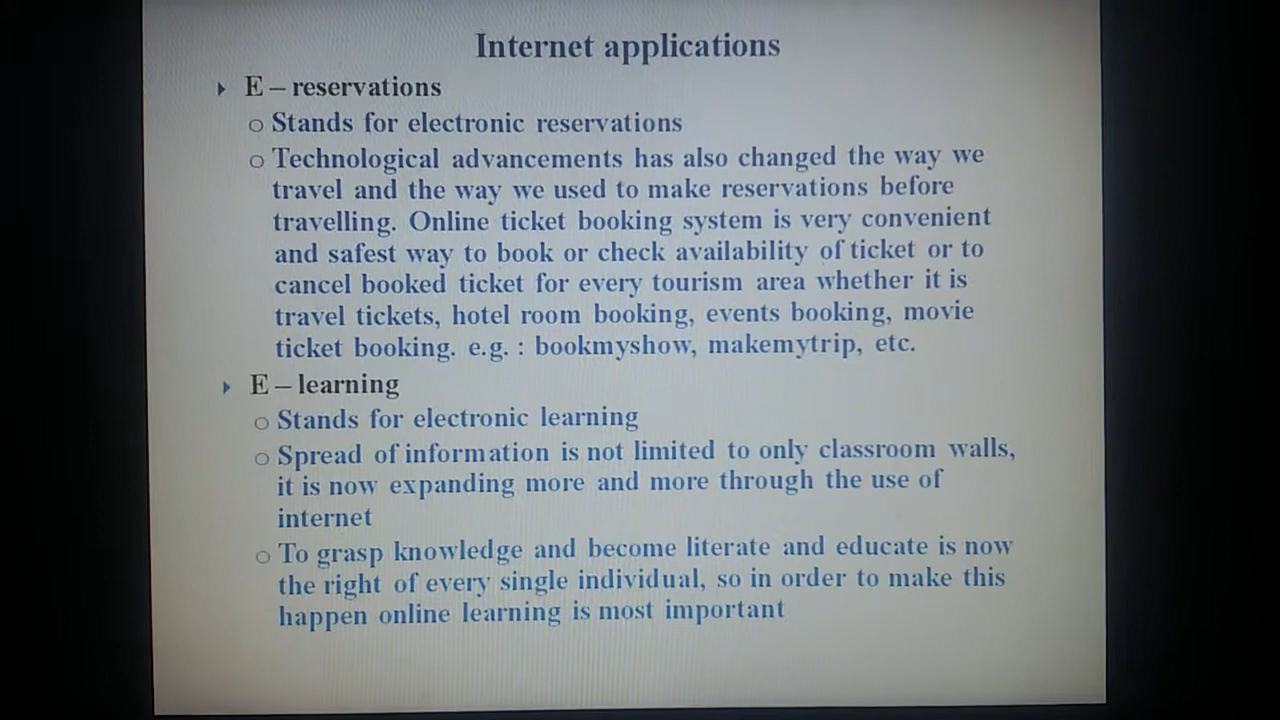 Internet applications
E – reservations
Stands for electronic reservations
Technological advancements has also changed the way we
travel and the way we used to make reservations before
travelling. Online ticket booking system is very convenient
and safest way to book or check availability of ticket or to
cancel booked ticket for every tourism area whether it is
travel tickets, hotel room booking, events booking, movie
ticket booking. e.g. : bookmyshow, makemytrip, etc.
E – learning
Stands for electronic learning
Spread of information is not limited to only classroom walls,
it is now expanding more and more through the use of
internet
To grasp knowledge and become literate and educate is now
the right of every single individual, so in order to make this
happen online learning is most important